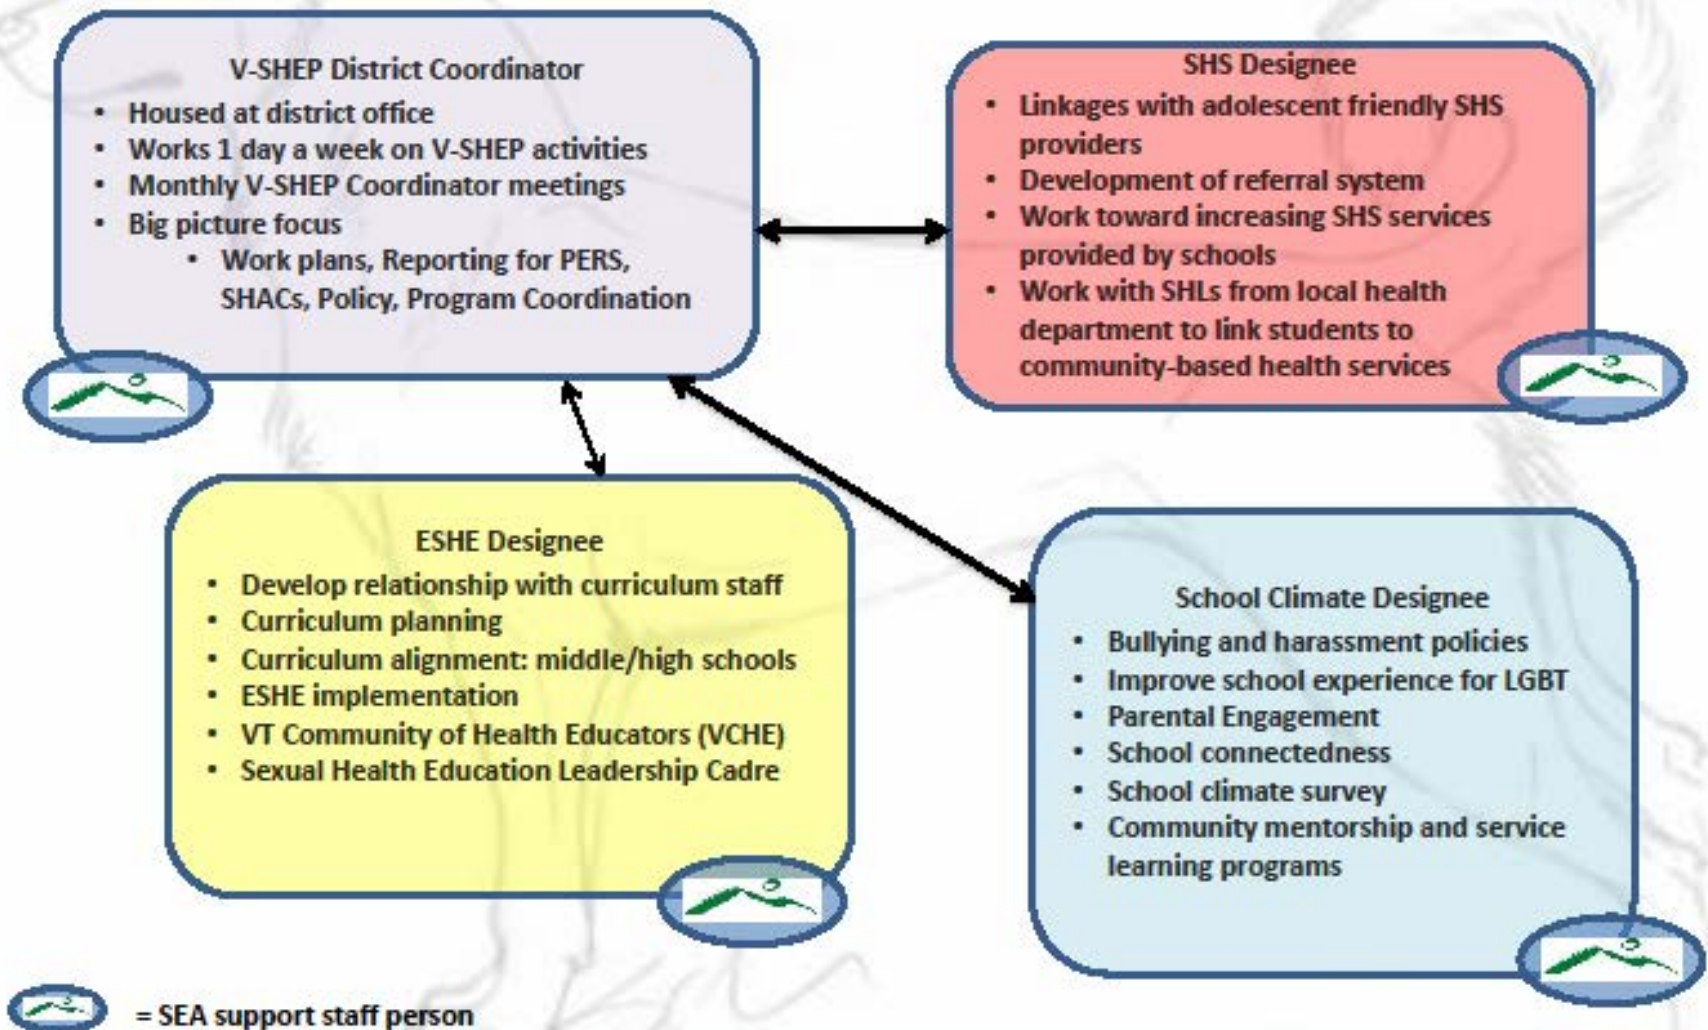 V-SHEP District Coordinator
• Housed at district office
• Works 1 day a week on V-SHEP activities
• Monthly V-SHEP Coordinator meetings
• Big picture focus
• Work plans, Reporting for PERS,
SHACs, Policy, Program Coordination
SHS Designee
• Linkages with adolescent friendly SHS
providers
• Development of referral system
• Work toward increasing SHS services
provided by schools
• Work with SHLs from local health
department to link students to
community-based health services
ESHE Designee
• Develop relationship with curriculum staff
• Curriculum planning
• Curriculum alignment: middle/high schools
• ESHE implementation
• VT Community of Health Educators (VCHE)
• Sexual Health Education Leadership Cadre
School Climate Designee
• Bullying and harassment policies
• Improve school experience for LGBT
• Parental Engagement
• School connectedness
• School climate survey
• Community mentorship and service
learning programs
= SEA support staff person